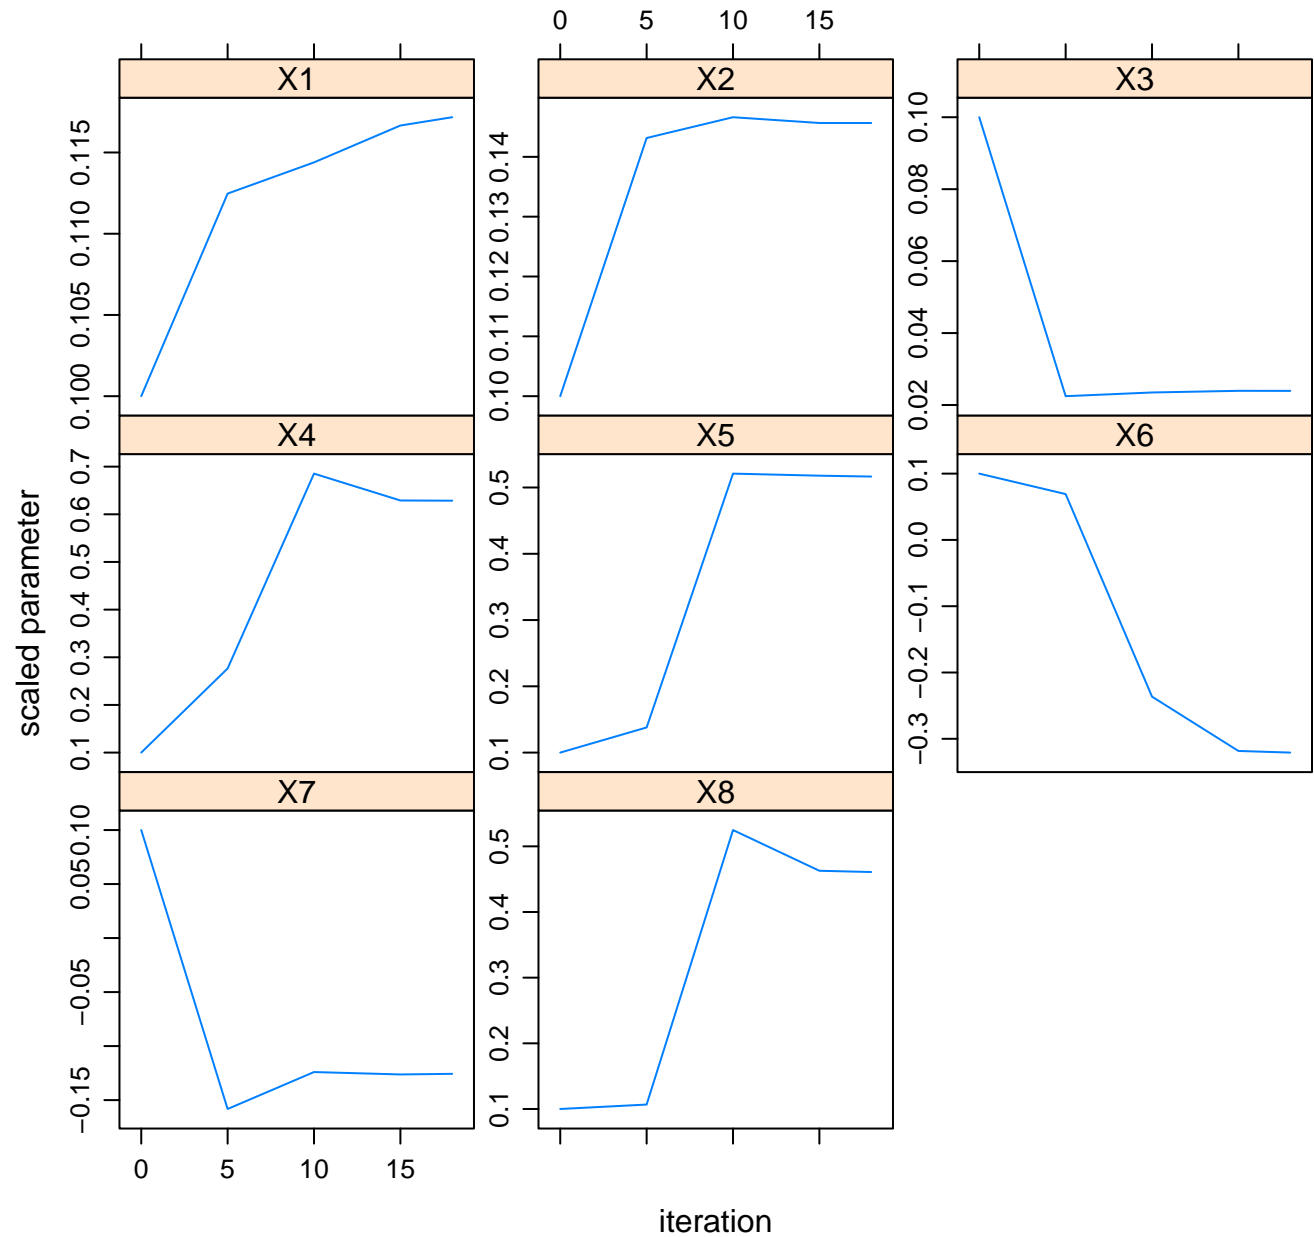 0 5 10 15
X1 X2 X3
0.100 0.105 0.110 0.115
0.10 0.11 0.12 0.13 0.14
0.02 0.04 0.06 0.08 0.10
X4 X5 X6
0.1 0.2 0.3 0.4 0.5 0.6 0.7
0.1 0.2 0.3 0.4 0.5
−0.3 −0.2 −0.1 0.0 0.1
scaled parameter
X7 X8
−0.15 −0.05 0.05 0.10
0.1 0.2 0.3 0.4 0.5
0 5 10 15
iteration